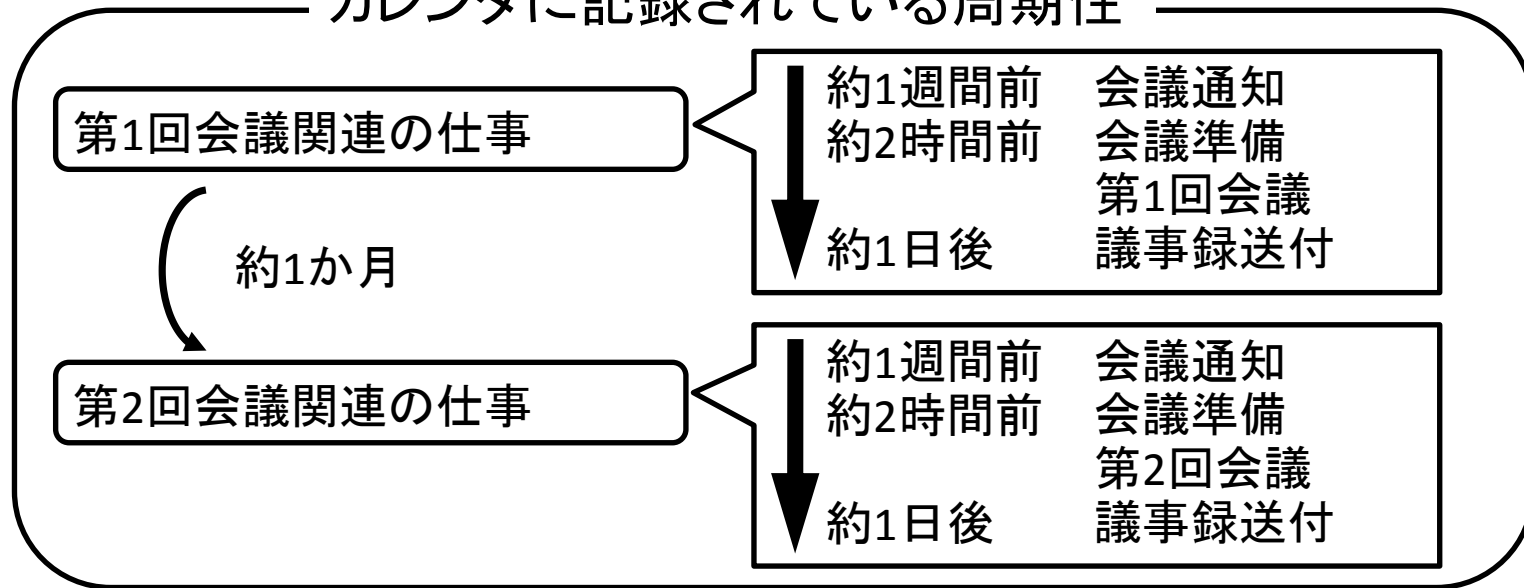 カレンダに記録されている周期性
第1回会議関連の仕事
約1週間前 会議通知
約2時間前 会議準備
第1回会議
約1日後 議事録送付
約1か月
第2回会議関連の仕事
約1週間前 会議通知
約2時間前 会議準備
第2回会議
約1日後 議事録送付